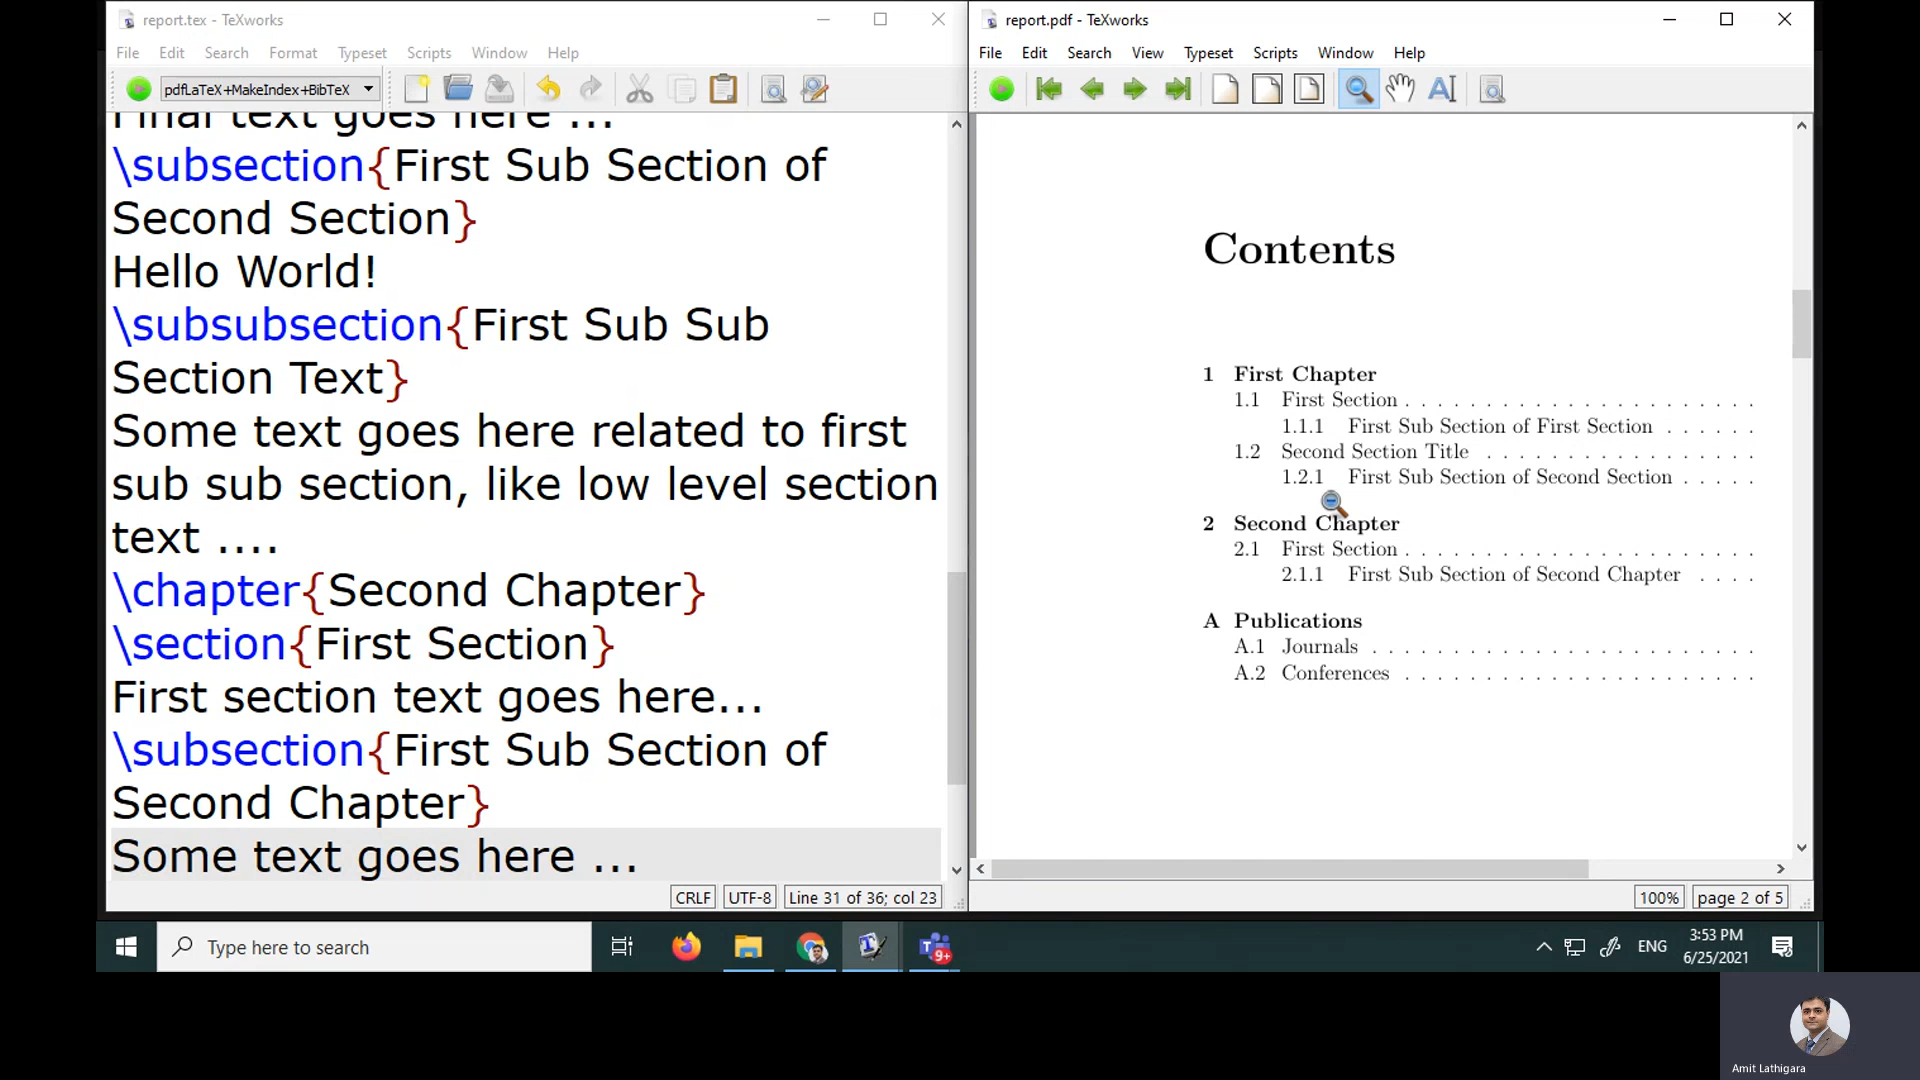 report.tex - TeXworks
File Edit Search Format Typeset Scripts Window Help
pdfLaTeX+MakeIndex+BibTeX
Final text goes here ...
\subsection{First Sub Section of
Second Section}
Hello World!
\subsubsection{First Sub Sub
Section Text}
Some text goes here related to first
sub sub section, like low level section
text ....
\chapter{Second Chapter}
\section{First Section}
First section text goes here...
\subsection{First Sub Section of
Second Chapter}
Some text goes here ...
CRLF UTF-8 Line 31 of 36; col 23
report.pdf - TeXworks
File Edit Search View Typeset Scripts Window Help
Contents
1 First Chapter
1.1 First Section . . . . . . . . . . . . . . . . . . . . . .
1.1.1 First Sub Section of First Section . . . . . .
1.2 Second Section Title . . . . . . . . . . . . . . . . .
1.2.1 First Sub Section of Second Section . . . . .
2 Second Chapter
2.1 First Section . . . . . . . . . . . . . . . . . . . . . .
2.1.1 First Sub Section of Second Chapter . . . .
A Publications
A.1 Journals . . . . . . . . . . . . . . . . . . . . . . . .
A.2 Conferences . . . . . . . . . . . . . . . . . . . . . .
100% page 2 of 5
Type here to search
9+
ENG
3:53 PM
6/25/2021
Amit Lathigara